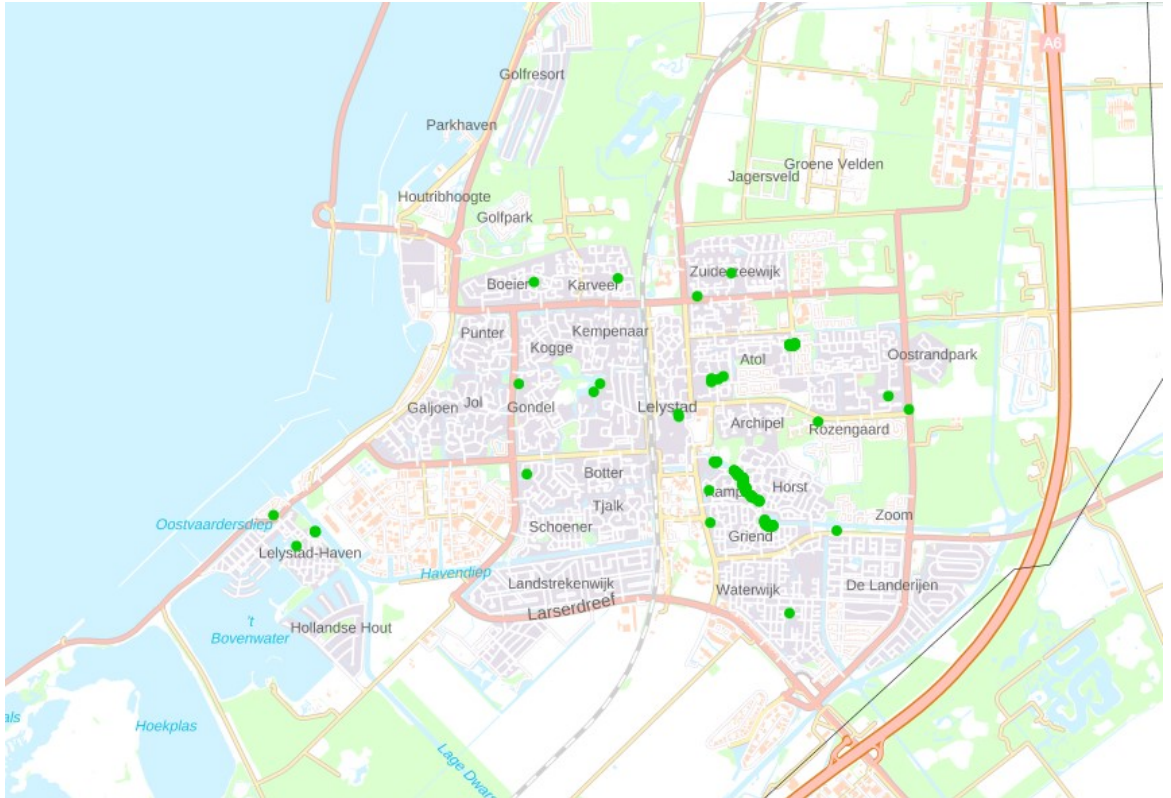 A6
Golfresort
Parkhaven
Groene Velden
Jagersveld
Houtribhoogte
Golfpark
Zuiderzeewijk
Boeier
Karveel
Punter
Kempenaar
Kogge
Atol
Oostrandpark
Galjoen
Jol
Gondel
Lelystad
Archipel
Rozengaard
Botter
Kamp
Horst
Tjalk
Zoom
Oostvaardersdiep
Schoener
Griend
Lelystad-Haven
Havendiep
Landstrekenwijk
Waterwijk
De Landerijen
Larserdreef
't
Bovenwater
Hollandse Hout
Hoekplas
als
Lage Dwars